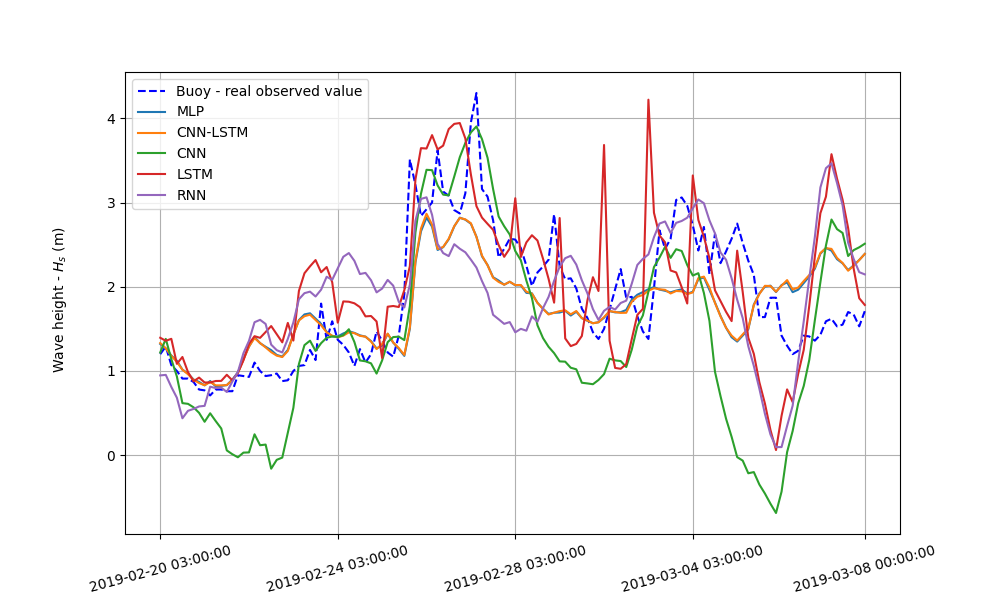 Buoy - real observed value
MLP
CNN-LSTM
CNN
LSTM
RNN
Wave height - Hs (m)
4
3
2
1
0
2019-02-20 03:00:00
2019-02-24 03:00:00
2019-02-28 03:00:00
2019-03-04 03:00:00
2019-03-08 00:00:00